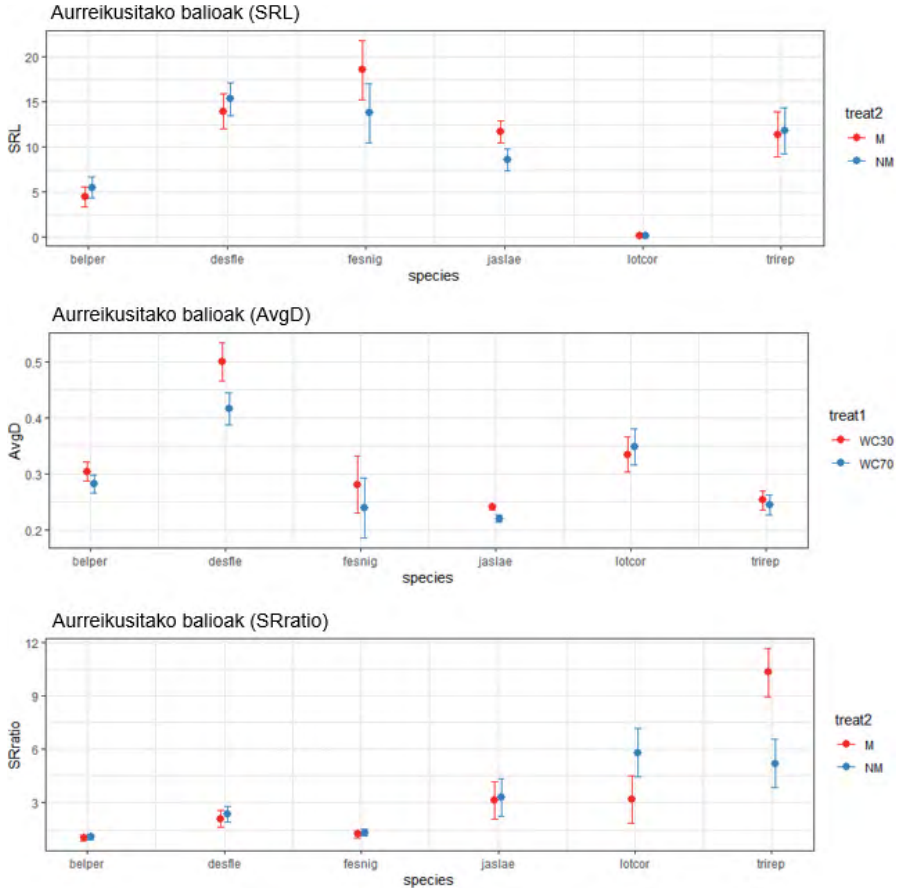 Aurreikusitako balioak (SRL)
20
15
10
5
0
SRL
belper desfle fesnig jaslae lotcor trirep
species
treat2
M
NM
Aurreikusitako balioak (AvgD)
0.5
0.4
0.3
0.2
AvgD
belper desfle fesnig jaslae lotcor trirep
species
treat1
WC30
WC70
Aurreikusitako balioak (SRratio)
12
9
6
3
SRratio
belper desfle fesnig jaslae lotcor trirep
species
treat2
M
NM